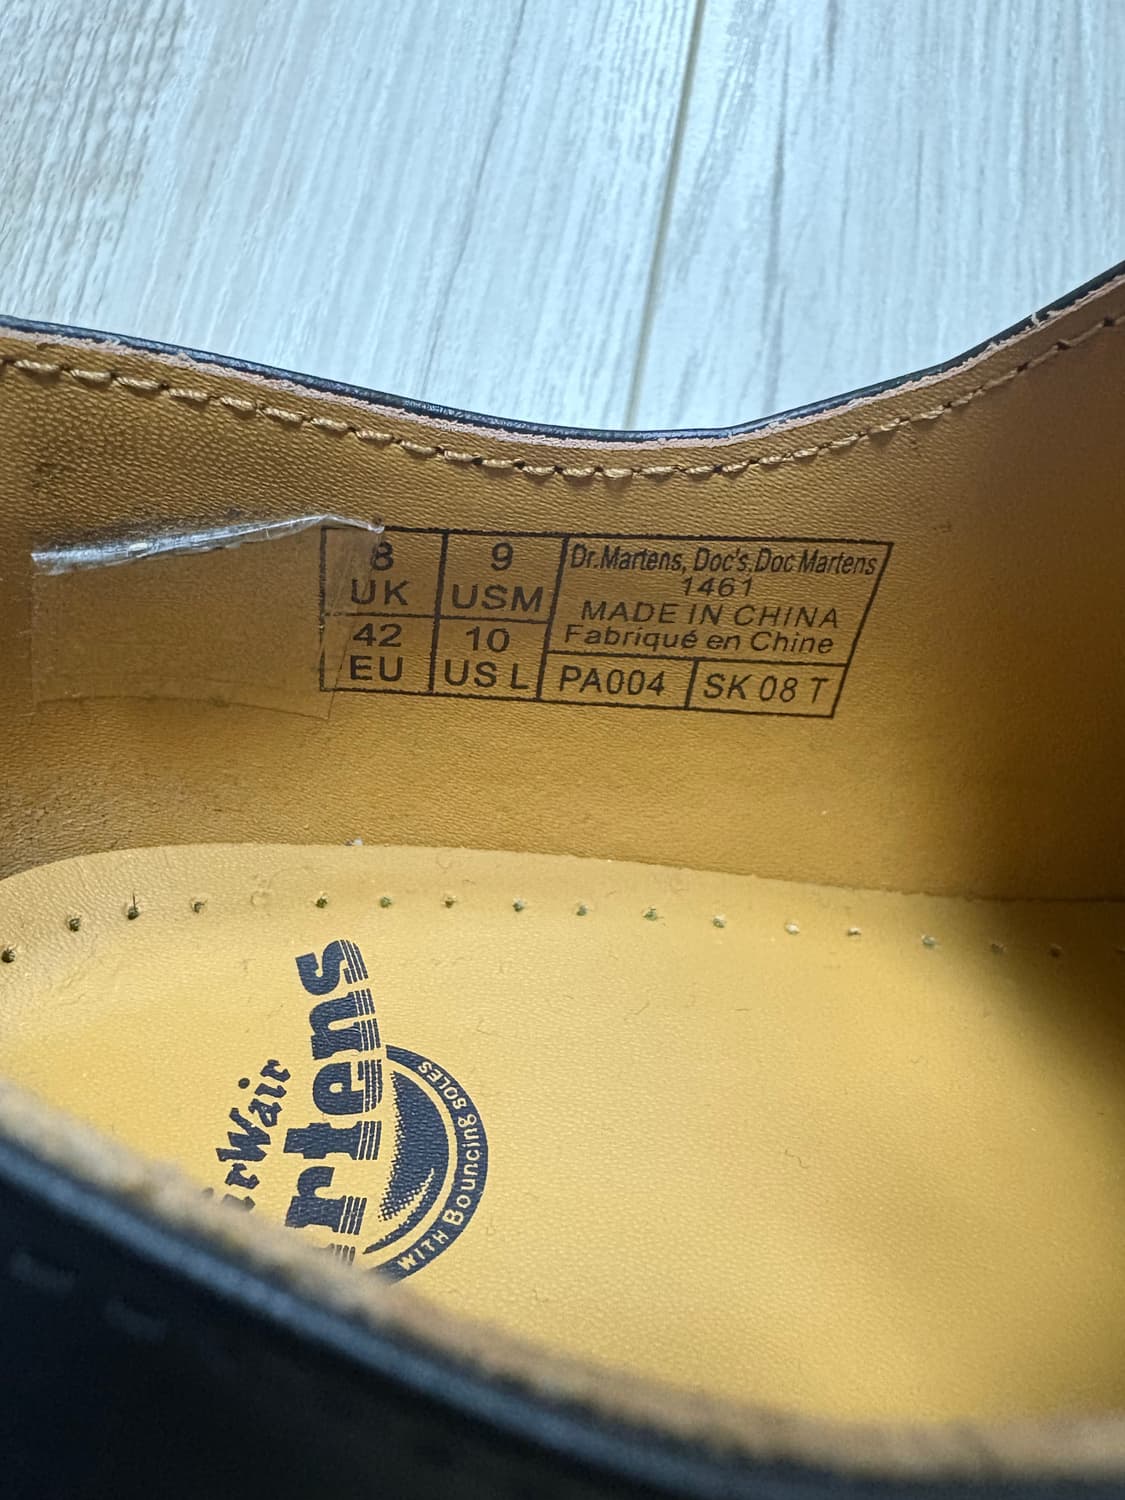 8 UK
9 USM
42 EU
10 US L
Dr.Martens, Doc's, Doc Martens
1461
MADE IN CHINA
Fabriqué en Chine
PA004
SK 08 T
WITH Bouncing SOLES